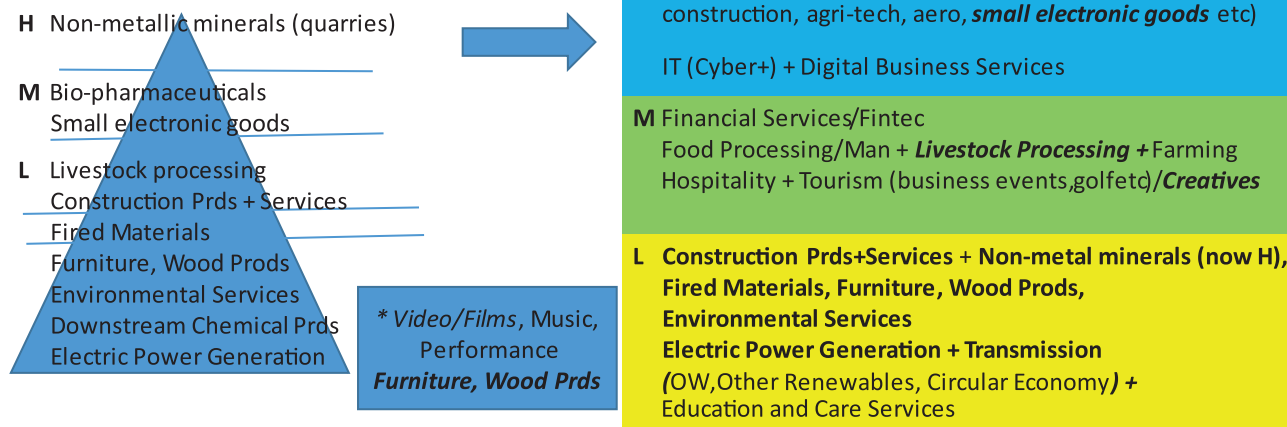 H Non-metallic minerals (quarries)
M Bio-pharmaceuticals
Small electronic goods
L Livestock processing
Construction Prds + Services
Fired Materials
Furniture, Wood Prods
Environmental Services
Downstream Chemical Prds
Electric Power Generation
* Video/Films, Music,
Performance
Furniture, Wood Prds
construction, agri-tech, aero, small electronic goods etc)
IT (Cyber+) + Digital Business Services
M Financial Services/Fintec
Food Processing/Man + Livestock Processing + Farming
Hospitality + Tourism (business events,golfetc)/Creatives
L Construction Prds+Services + Non-metal minerals (now H),
Fired Materials, Furniture, Wood Prods,
Environmental Services
Electric Power Generation + Transmission
(OW,Other Renewables, Circular Economy) +
Education and Care Services